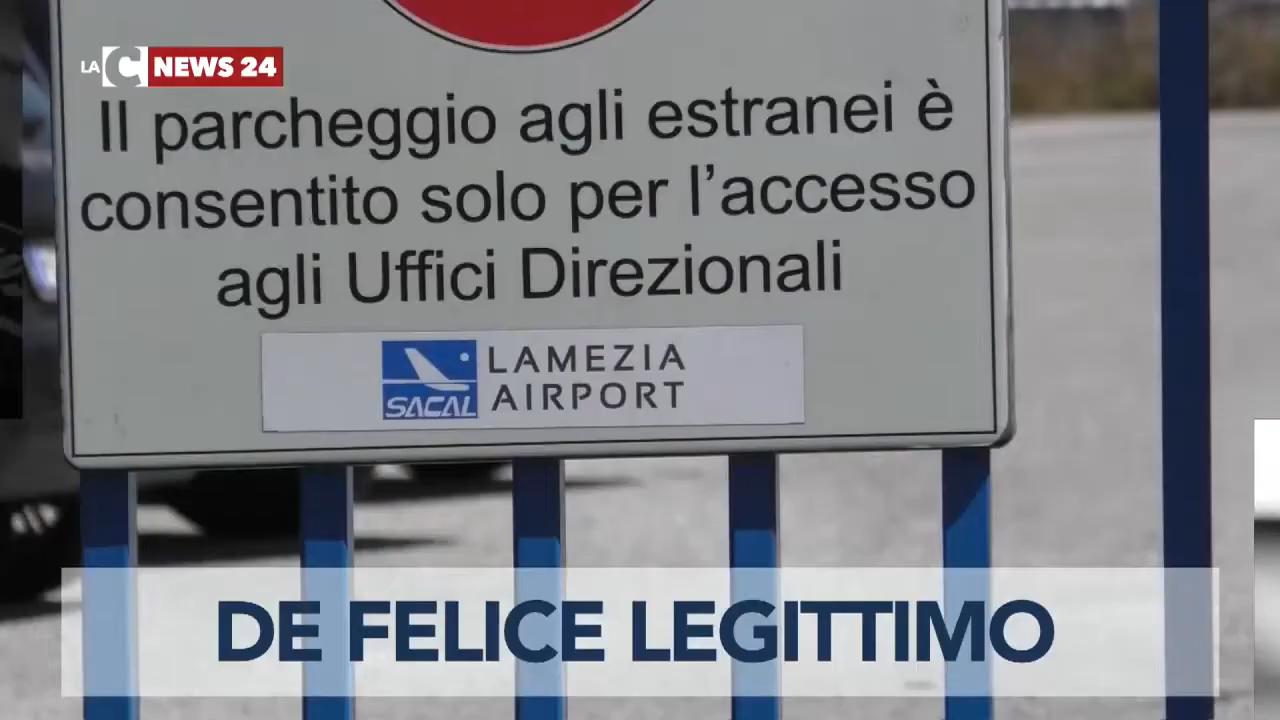 LA C NEWS 24
Il parcheggio agli estranei è
consentito solo per l'accesso
agli Uffici Direzionali
SACAL
LAMEZIA
AIRPORT
DE FELICE LEGITTIMO